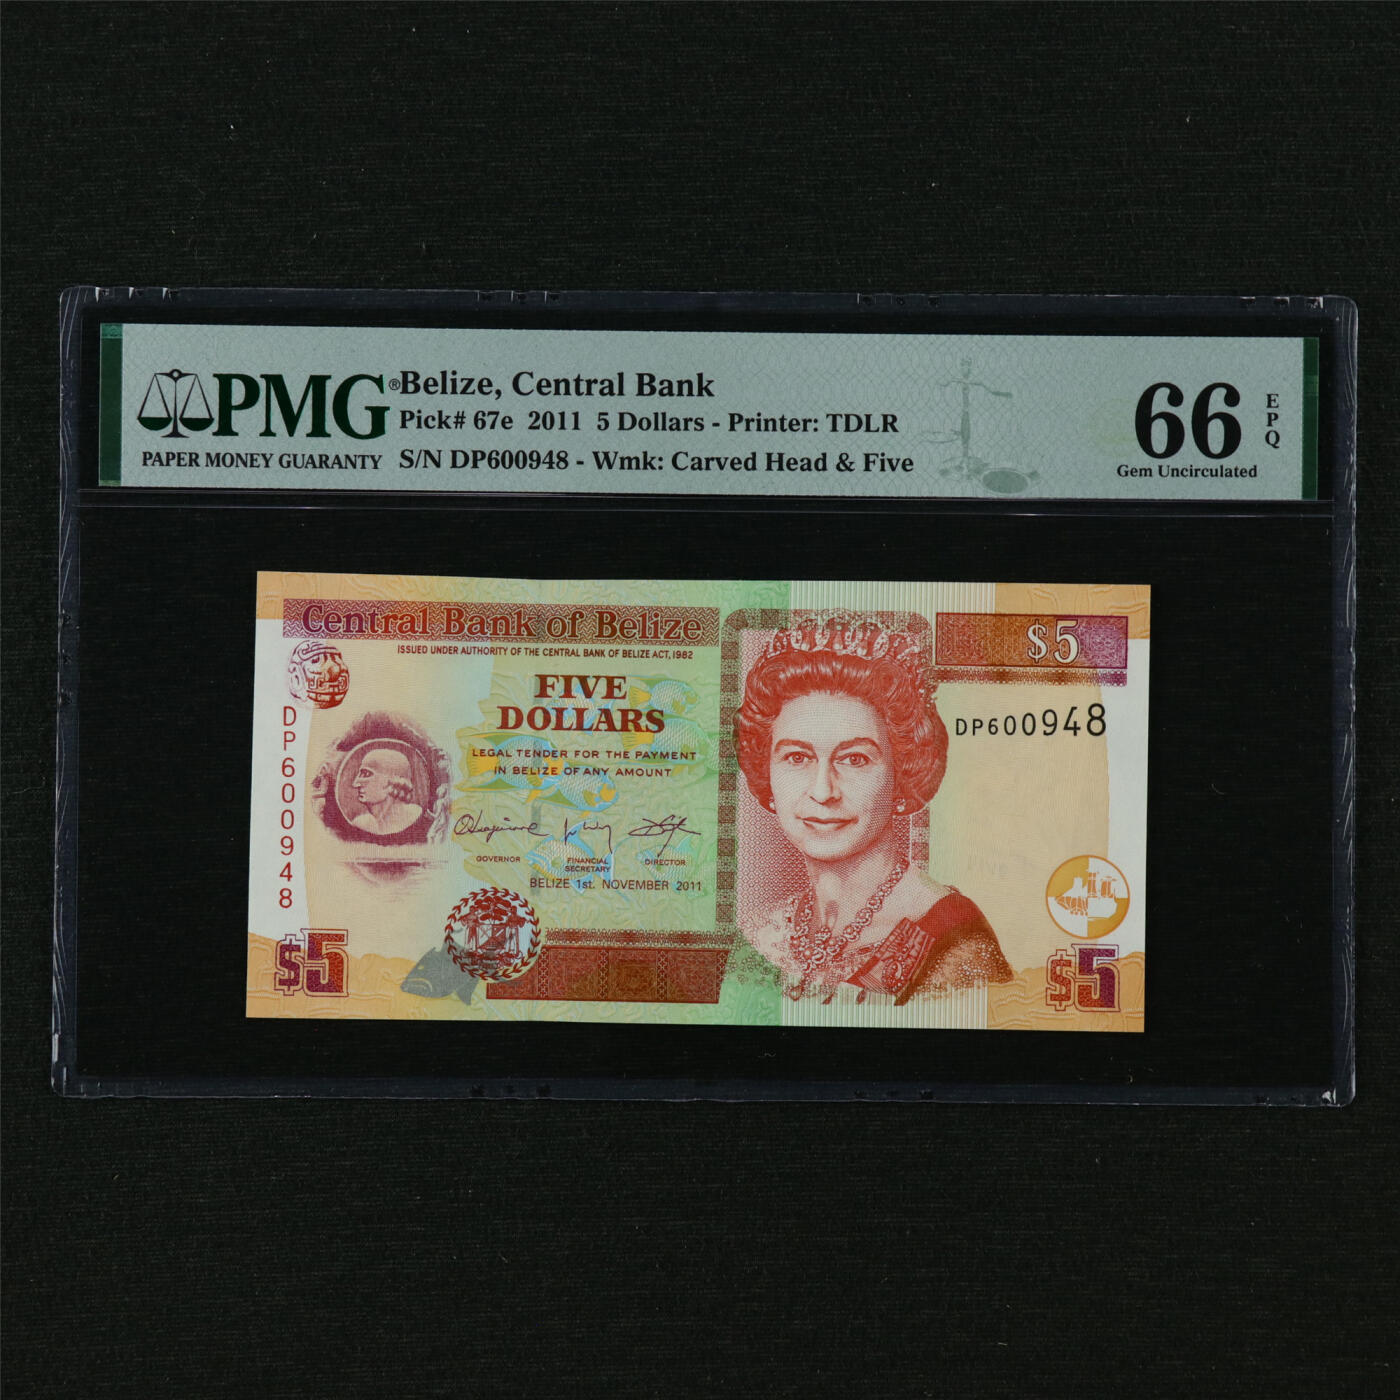 PMG®
PAPER MONEY GUARANTY
Belize, Central Bank
Pick# 67e 2011 5 Dollars - Printer: TDLR
S/N DP600948 - Wmk: Carved Head & Five
66
EPQ
Gem Uncirculated
Central Bank of Belize
ISSUED UNDER AUTHORITY OF THE CENTRAL BANK OF BELIZE ACT, 1982
$5
FIVE
DOLLARS
DP600948
LEGAL TENDER FOR THE PAYMENT
IN BELIZE OF ANY AMOUNT
DP600948
GOVERNOR
FINANCIAL
SECRETARY
DIRECTOR
BELIZE 1st. NOVEMBER 2011
$5
$5